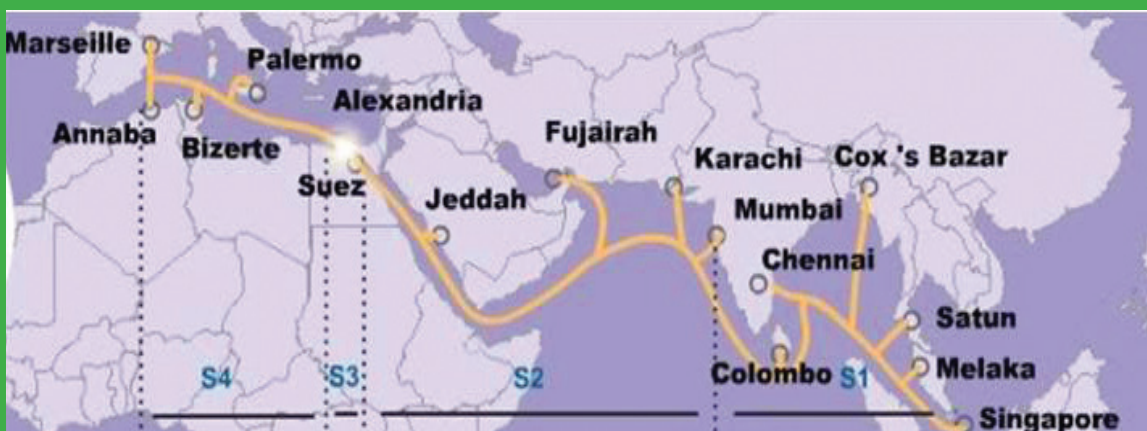 Marseille
Palermo
Alexandria
Annaba
Bizerte
Fujairah
Karachi
Cox 's Bazar
Suez
Jeddah
Mumbai
Chennai
Satun
S4
S3
S2
Colombo
S1
Melaka
Singapore